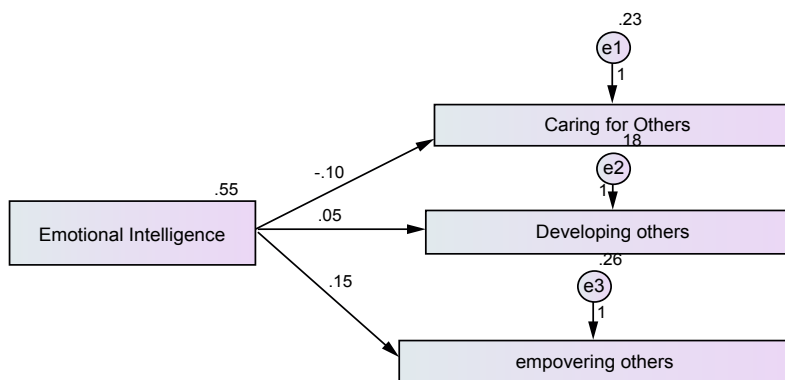 .23
e1
1
Caring for Others
-.10
18
e2
1
.55
Emotional Intelligence
.05
Developing others
.26
.15
e3
1
empovering others